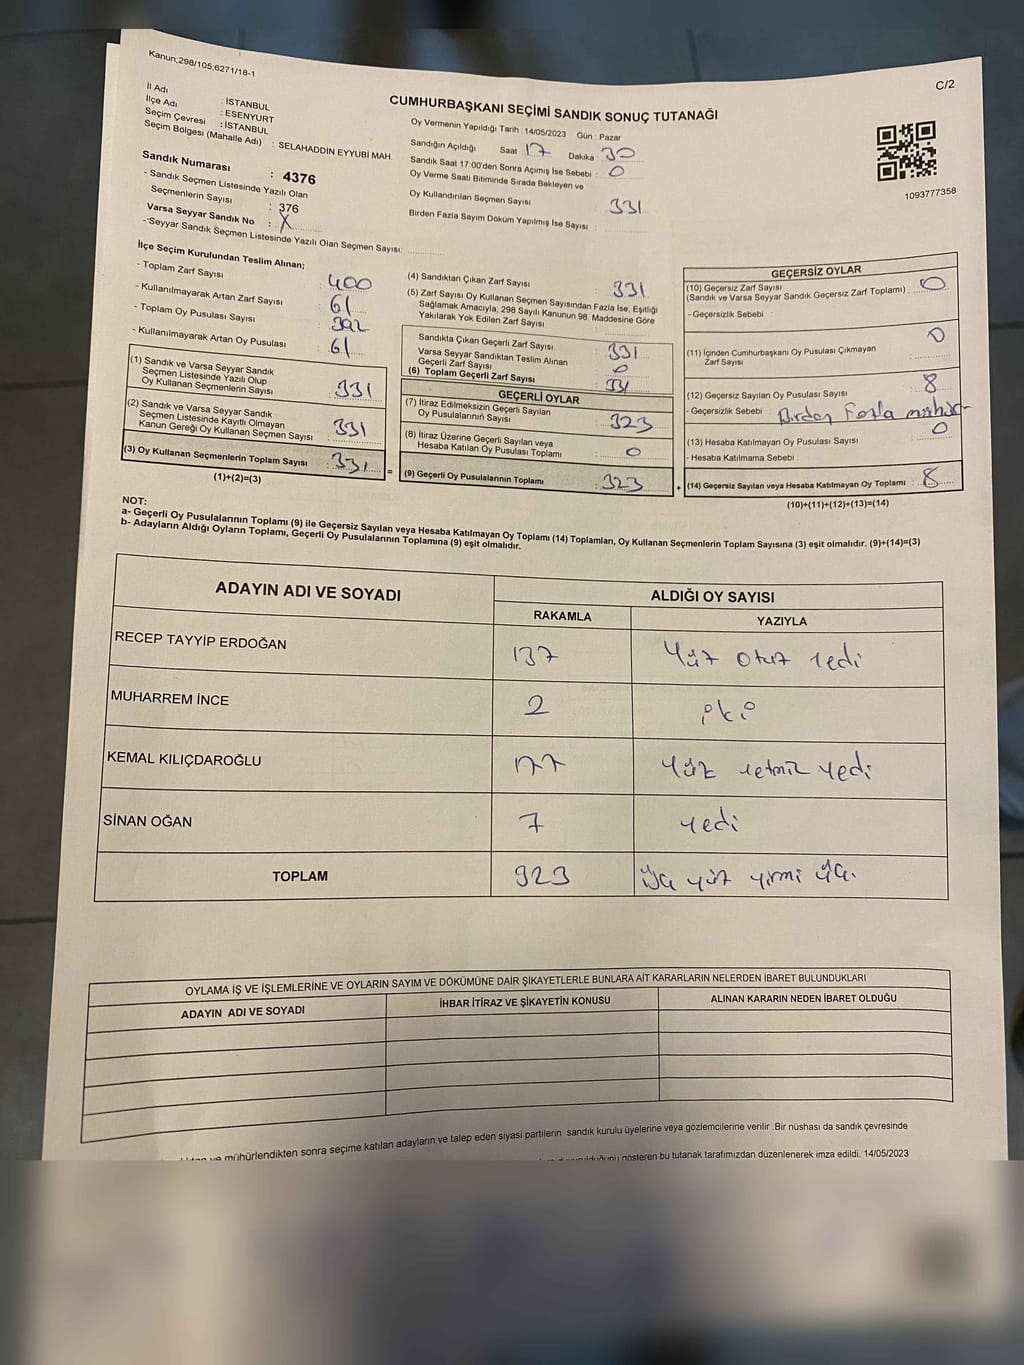 Kanun;298/105;6271/18-1
C/2
CUMHURBAŞKANI SEÇİMİ SANDIK SONUÇ TUTANAĞI
İl Adı : İSTANBUL
İlçe Adı : ESENYURT
Seçim Çevresi : İSTANBUL
Seçim Bölgesi (Mahalle Adı) : SELAHADDİN EYYUBİ MAH.
Sandık Numarası : 4376
- Sandık Seçmen Listesinde Yazılı Olan
Seçmenlerin Sayısı : 376
Varsa Seyyar Sandık No : X
- Seyyar Sandık Seçmen Listesinde Yazılı Olan Seçmen Sayısı:
Oy Vermenin Yapıldığı Tarih : 14/05/2023 Gün : Pazar
Sandığın Açıldığı Saat : 17 Dakika : 30
Sandık Saat 17:00'den Sonra Açımış İse Sebebi : 0
Oy Verme Saati Bitiminde Sırada Bekleyen ve
Oy Kullandırılan Seçmen Sayısı : 331
Birden Fazla Sayım Döküm Yapılmış İse Sayısı :
1093777358
İlçe Seçim Kurulundan Teslim Alınan;
- Toplam Zarf Sayısı : 400
- Kullanılmayarak Artan Zarf Sayısı : 61
- Toplam Oy Pusulası Sayısı : 392
- Kullanılmayarak Artan Oy Pusulası : 61
(1) Sandık ve Varsa Seyyar Sandık
Seçmen Listesinde Yazılı Olup
Oy Kullanan Seçmenlerin Sayısı : 331
(2) Sandık ve Varsa Seyyar Sandık
Seçmen Listesinde Kayıtlı Olmayan
Kanun Gereği Oy Kullanan Seçmen Sayısı : 331
(3) Oy Kullanan Seçmenlerin Toplam Sayısı : 331
(1)+(2)=(3)
(4) Sandıktan Çıkan Zarf Sayısı : 331
(5) Zarf Sayısı Oy Kullanan Seçmen Sayısından Fazla İse, Eşitliği
Sağlamak Amacıyla; 298 Sayılı Kanunun 98. Maddesine Göre
Yakılarak Yok Edilen Zarf Sayısı :
Sandıkta Çıkan Geçerli Zarf Sayısı : 331
Varsa Seyyar Sandıktan Teslim Alınan
Geçerli Zarf Sayısı : 0
(6) Toplam Geçerli Zarf Sayısı : 331
GEÇERLİ OYLAR
(7) İtiraz Edilmeksizin Geçerli Sayılan
Oy Pusulalarının Sayısı : 323
(8) İtiraz Üzerine Geçerli Sayılan veya
Hesaba Katılan Oy Pusulası Toplamı : 0
= (9) Geçerli Oy Pusulalarının Toplamı : 323
GEÇERSİZ OYLAR
(10) Geçersiz Zarf Sayısı
(Sandık ve Varsa Seyyar Sandık Geçersiz Zarf Toplamı) : 0
- Geçersizlik Sebebi
(11) İçinden Cumhurbaşkanı Oy Pusulası Çıkmayan
Zarf Sayısı : 0
(12) Geçersiz Sayılan Oy Pusulası Sayısı : 8
- Geçersizlik Sebebi : Birden Fazla mühür
(13) Hesaba Katılmayan Oy Pusulası Sayısı : 0
- Hesaba Katılmama Sebebi :
+ (14) Geçersiz Sayılan veya Hesaba Katılmayan Oy Toplamı : 8
(10)+(11)+(12)+(13)=(14)
NOT:
a- Geçerli Oy Pusulalarının Toplamı (9) ile Geçersiz Sayılan veya Hesaba Katılmayan Oy Toplamı (14) Toplamları, Oy Kullanan Seçmenlerin Toplam Sayısına (3) eşit olmalıdır. (9)+(14)=(3)
b- Adayların Aldığı Oyların Toplamı, Geçerli Oy Pusulalarının Toplamına (9) eşit olmalıdır.
ADAYIN ADI VE SOYADI
ALDIĞI OY SAYISI
RAKAMLA YAZIYLA
RECEP TAYYİP ERDOĞAN 137 Yüz otuz yedi
MUHARREM İNCE 2 iki
KEMAL KILIÇDAROĞLU 177 Yüz yetmiş yedi
SİNAN OĞAN 7 yedi
TOPLAM 323 Üç yüz yirmi üç.
OYLAMA İŞ VE İŞLEMLERİNE VE OYLARIN SAYIM VE DÖKÜMÜNE DAİR ŞİKAYETLERLE BUNLARA AİT KARARLARIN NELERDEN İBARET BULUNDUKLARI
ADAYIN ADI VE SOYADI İHBAR İTİRAZ VE ŞİKAYETİN KONUSU ALINAN KARARIN NEDEN İBARET OLDUĞU
ve mühürlendikten sonra seçime katılan adayların ve talep eden siyasi partilerin sandık kurulu üyelerine veya gözlemcilerine verilir .Bir nüshası da sandık çevresinde
gösteren bu tutanak tarafımızdan düzenlenerek imza edildi. 14/05/2023